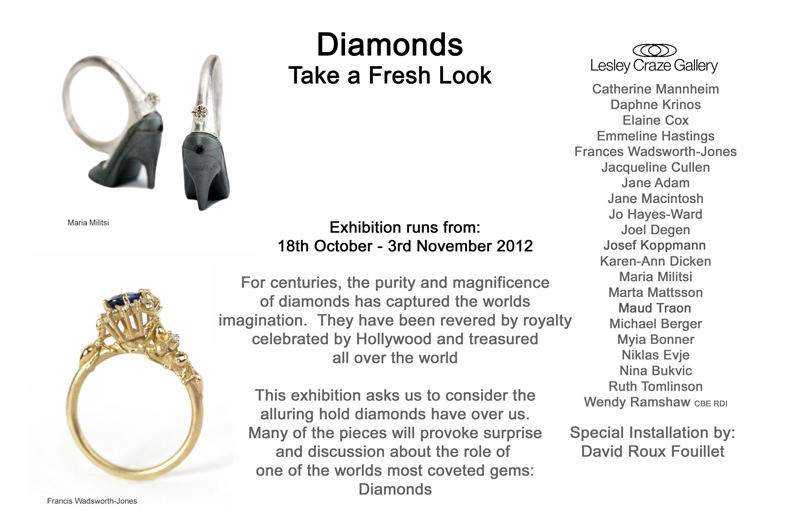 Diamonds
Take a Fresh Look
Maria Militsi
Exhibition runs from:
18th October - 3rd November 2012
For centuries, the purity and magnificence
of diamonds has captured the worlds
imagination. They have been revered by royalty
celebrated by Hollywood and treasured
all over the world
This exhibition asks us to consider the
alluring hold diamonds have over us.
Many of the pieces will provoke surprise
and discussion about the role of
one of the worlds most coveted gems:
Diamonds
Francis Wadsworth-Jones
Lesley Craze Gallery
Catherine Mannheim
Daphne Krinos
Elaine Cox
Emmeline Hastings
Frances Wadsworth-Jones
Jacqueline Cullen
Jane Adam
Jane Macintosh
Jo Hayes-Ward
Joel Degen
Josef Koppmann
Karen-Ann Dicken
Maria Militsi
Marta Mattsson
Maud Traon
Michael Berger
Myia Bonner
Niklas Evje
Nina Bukvic
Ruth Tomlinson
Wendy Ramshaw CBE RDI
Special Installation by:
David Roux Fouillet